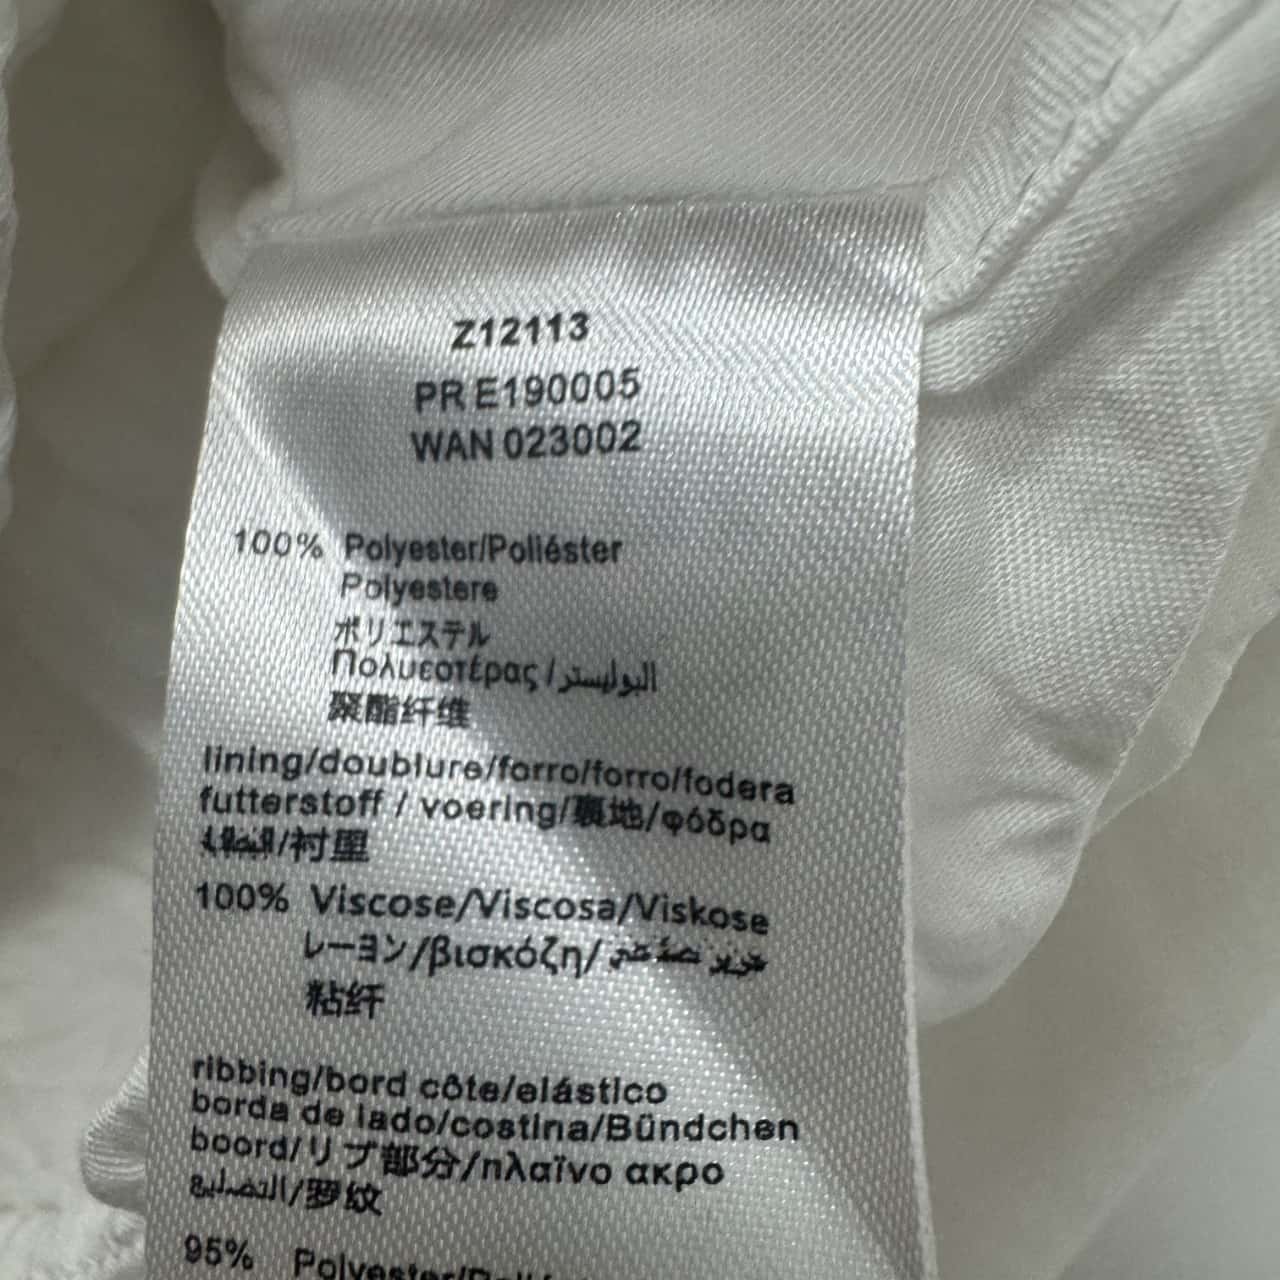 Z12113
PR E190005
WAN 023002
100% Polyester/Poliéster
Polyestere
ポリエステル
Πολυεστέρας / البوليستر
聚酯纤维
lining/doublure/forro/forro/fodera
futterstoff / voering/裏地/φόδρα
/衬里
100% Viscose/Viscosa/Viskose
レーヨン/βισκόζη/
粘纤
ribbing/bord côte/elástico
borda de lado/costina/Bündchen
boord/リブ部分/πλαϊνο ακρο
التضليع/罗纹
95% Polyester/